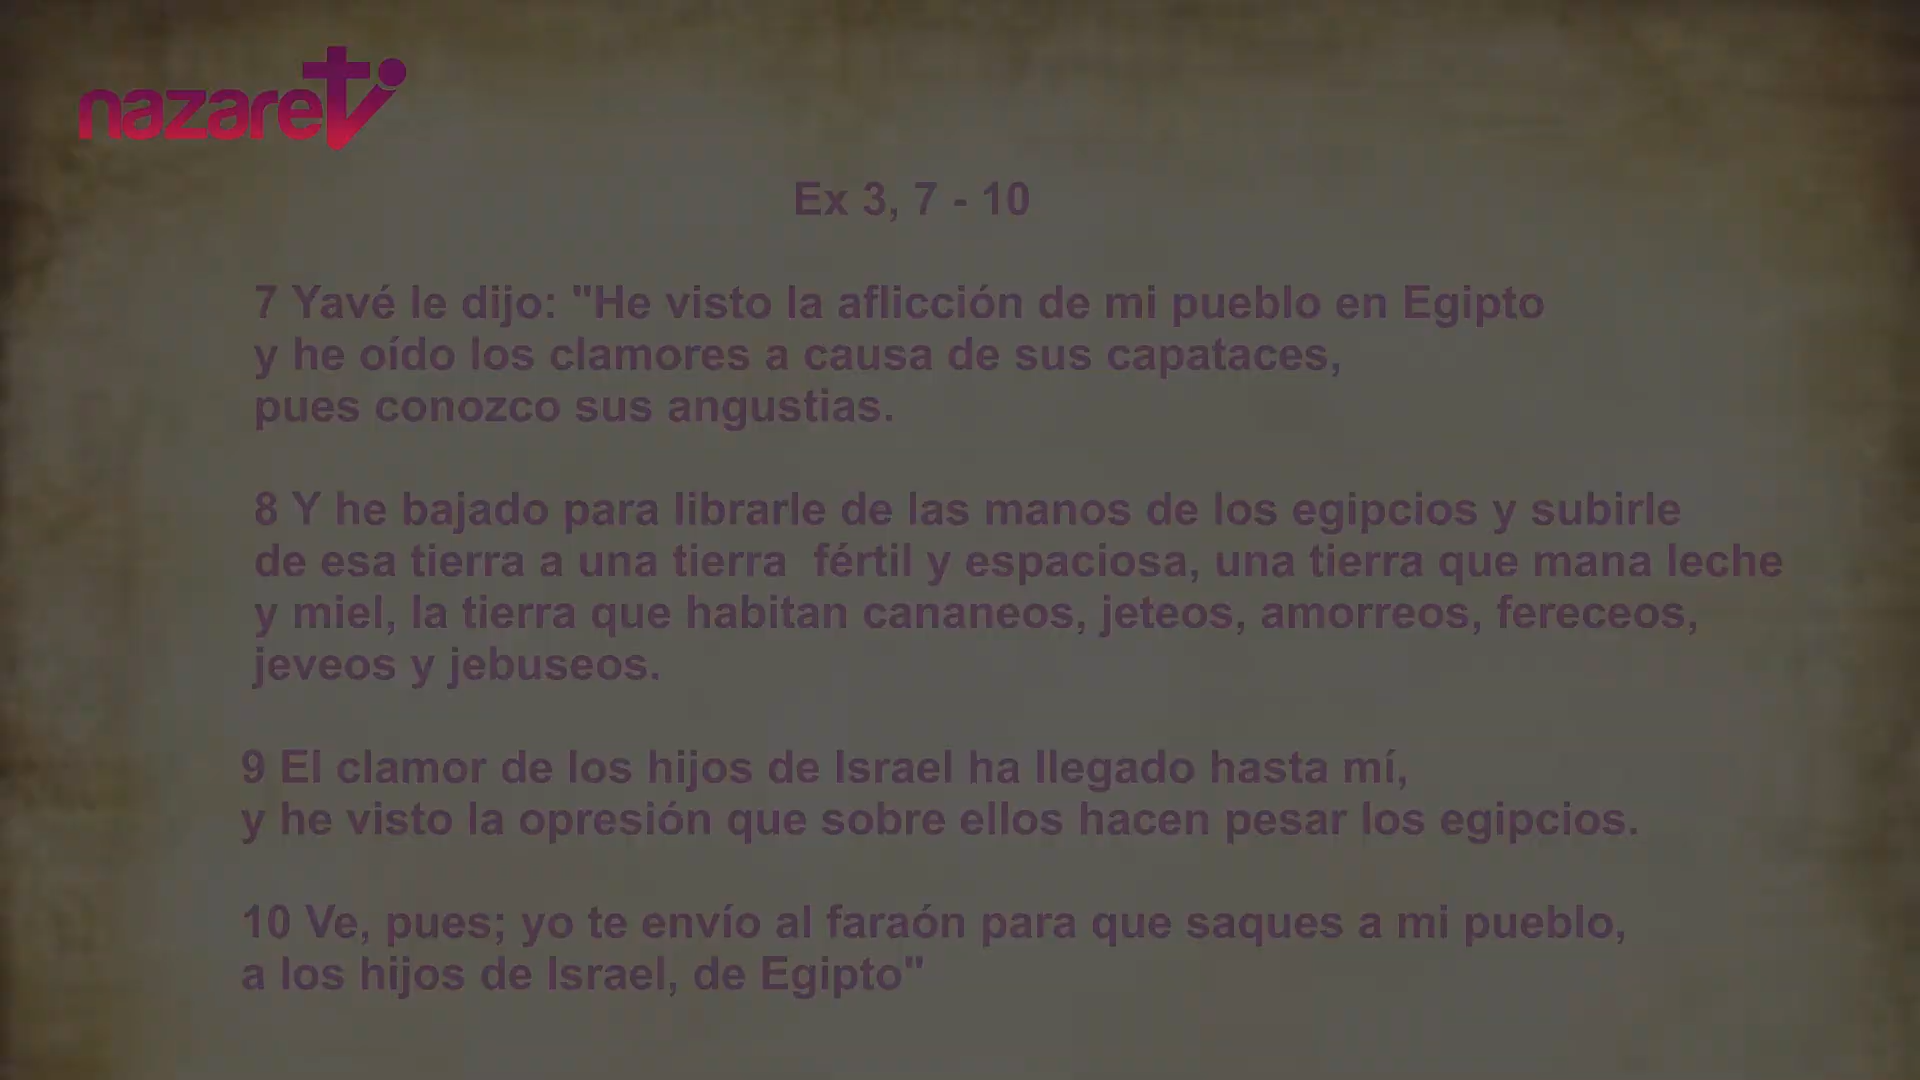 nazaretv
Ex 3, 7 - 10
7 Yavé le dijo: "He visto la aflicción de mi pueblo en Egipto
y he oído los clamores a causa de sus capataces,
pues conozco sus angustias.
8 Y he bajado para librarle de las manos de los egipcios y subirle
de esa tierra a una tierra  fértil y espaciosa, una tierra que mana leche
y miel, la tierra que habitan cananeos, jeteos, amorreos, fereceos,
jeveos y jebuseos.
9 El clamor de los hijos de Israel ha llegado hasta mí,
y he visto la opresión que sobre ellos hacen pesar los egipcios.
10 Ve, pues; yo te envío al faraón para que saques a mi pueblo,
a los hijos de Israel, de Egipto"